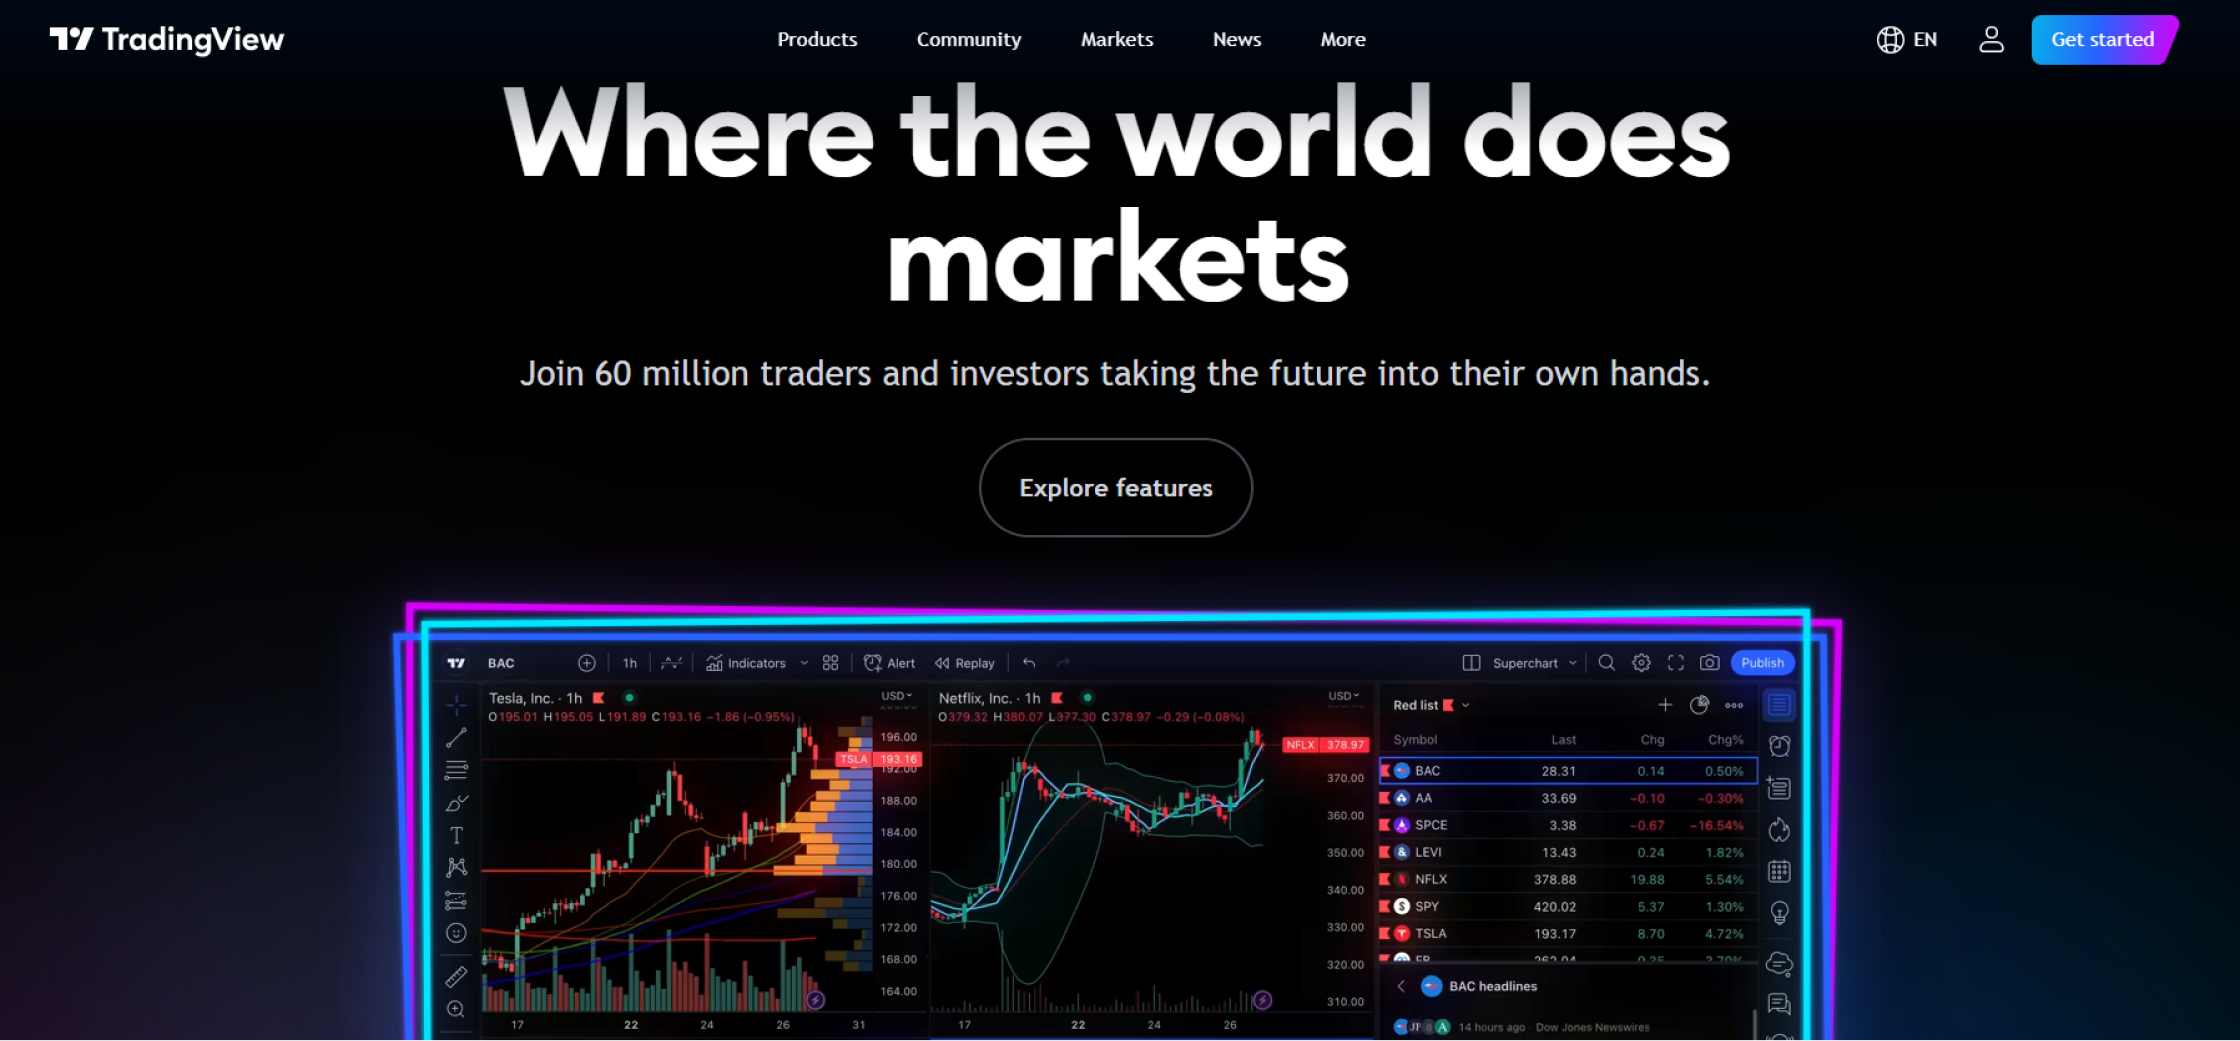 TradingView
Products Community Markets News More
EN
Get started
Where the world does
markets
Join 60 million traders and investors taking the future into their own hands.
Explore features
BAC 1h Indicators Alert Replay Superchart Publish
Tesla, Inc. · 1h USD
O195.01 H195.05 L191.89 C193.16 −1.86 (−0.95%)
196.00
TSLA 193.16
192.00
188.00
184.00
180.00
176.00
172.00
168.00
164.00
17 22 24 26 31
Netflix, Inc. · 1h USD
O379.32 H380.07 L377.30 C378.97 −0.29 (−0.08%)
NFLX 378.97
370.00
360.00
350.00
340.00
330.00
320.00
310.00
17 22 24 26
Red list
Symbol Last Chg Chg%
BAC 28.31 0.14 0.50%
AA 33.69 −0.10 −0.30%
SPCE 3.38 −0.67 −16.54%
LEVI 13.43 0.24 1.82%
NFLX 378.88 19.88 5.54%
SPY 420.02 5.37 1.30%
TSLA 193.17 8.70 4.72%
BAC headlines
14 hours ago · Dow Jones Newswires